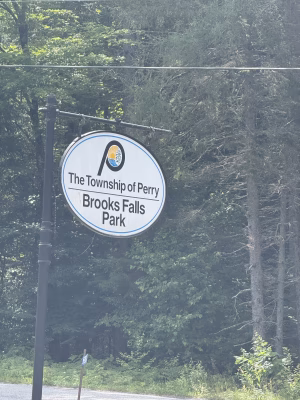 The Township of Perry
Brooks Falls
Park